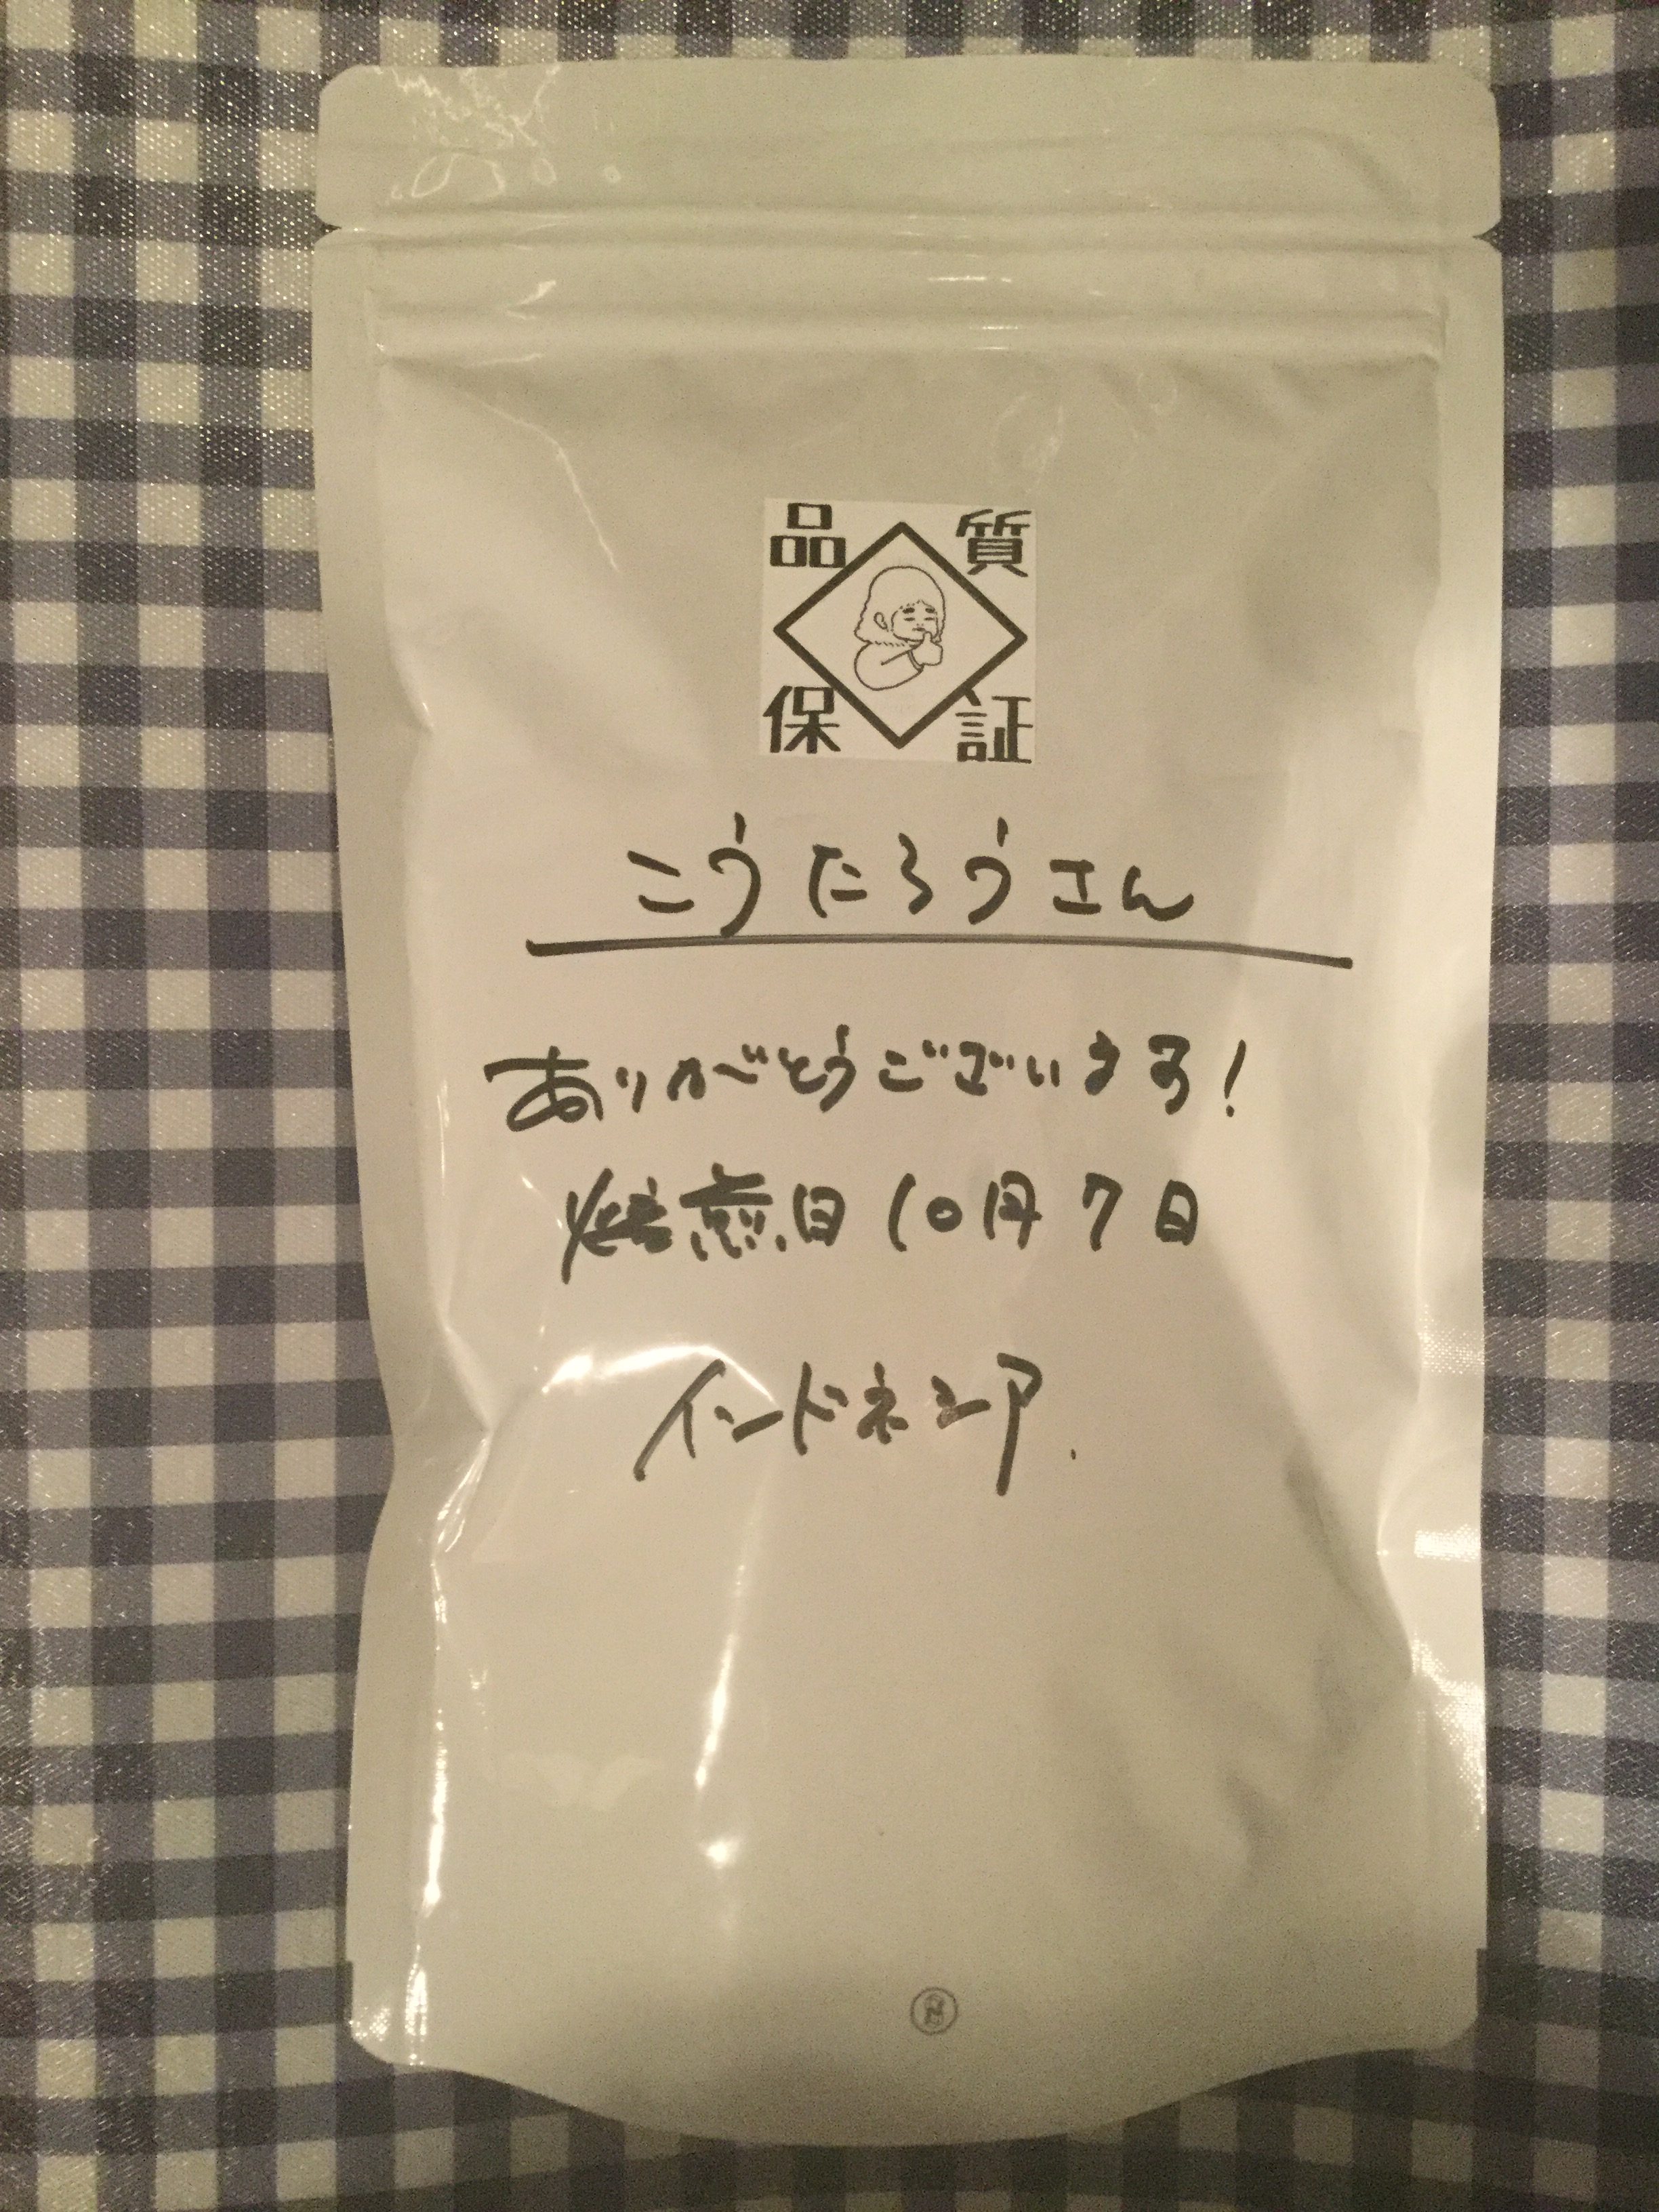 品質
保証
こうたろうさん
ありがとうございます!
焙煎日10月7日
インドネシア.